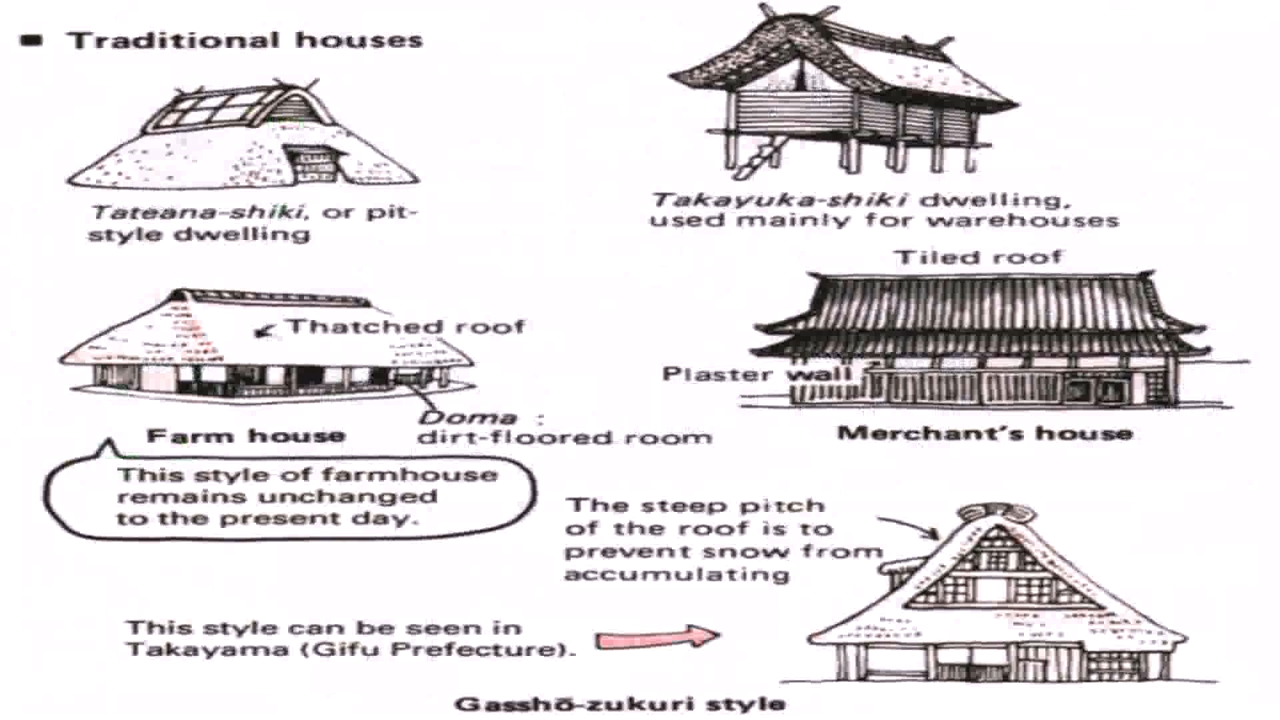 ■ Traditional houses
Tateana-shiki, or pit-
style dwelling
Takayuka-shiki dwelling,
used mainly for warehouses
Tiled roof
Thatched roof
Plaster wall
Doma :
dirt-floored room
Farm house
Merchant's house
This style of farmhouse
remains unchanged
to the present day.
The steep pitch
of the roof is to
prevent snow from
accumulating
This style can be seen in
Takayama (Gifu Prefecture).
Gasshō-zukuri style